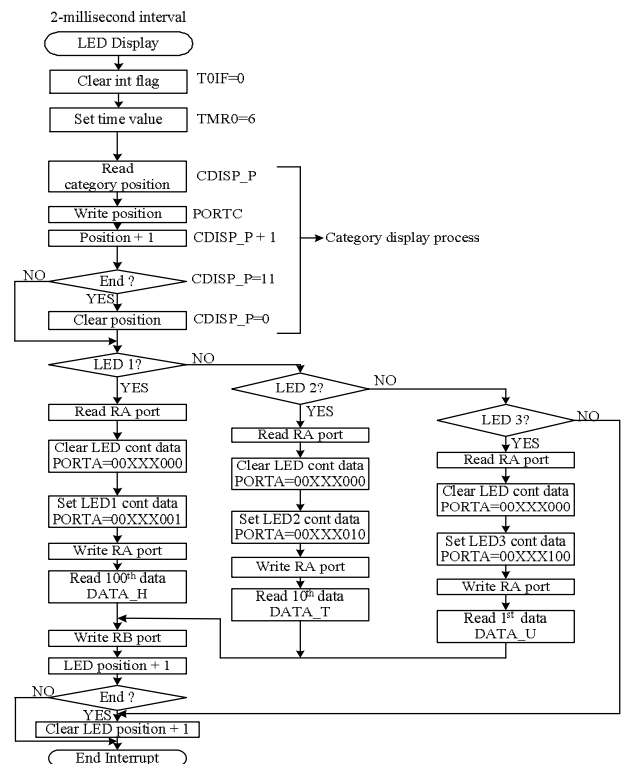 2-millisecond interval
LED Display
Clear int flag
T0IF=0
Set time value
TMR0=6
Read
category position
CDISP_P
Write position
PORTC
Position + 1
CDISP_P + 1
Category display process
NO
End ?
CDISP_P=11
YES
Clear position
CDISP_P=0
LED 1?
NO
YES
Read RA port
Clear LED cont data
PORTA=00XXX000
Set LED1 cont data
PORTA=00XXX001
Write RA port
Read 100th data
DATA_H
Write RB port
LED position + 1
NO
End ?
YES
Clear LED position + 1
End Interrupt
LED 2?
NO
YES
Read RA port
Clear LED cont data
PORTA=00XXX000
Set LED2 cont data
PORTA=00XXX010
Write RA port
Read 10th data
DATA_T
LED 3?
NO
YES
Read RA port
Clear LED cont data
PORTA=00XXX000
Set LED3 cont data
PORTA=00XXX100
Write RA port
Read 1st data
DATA_U